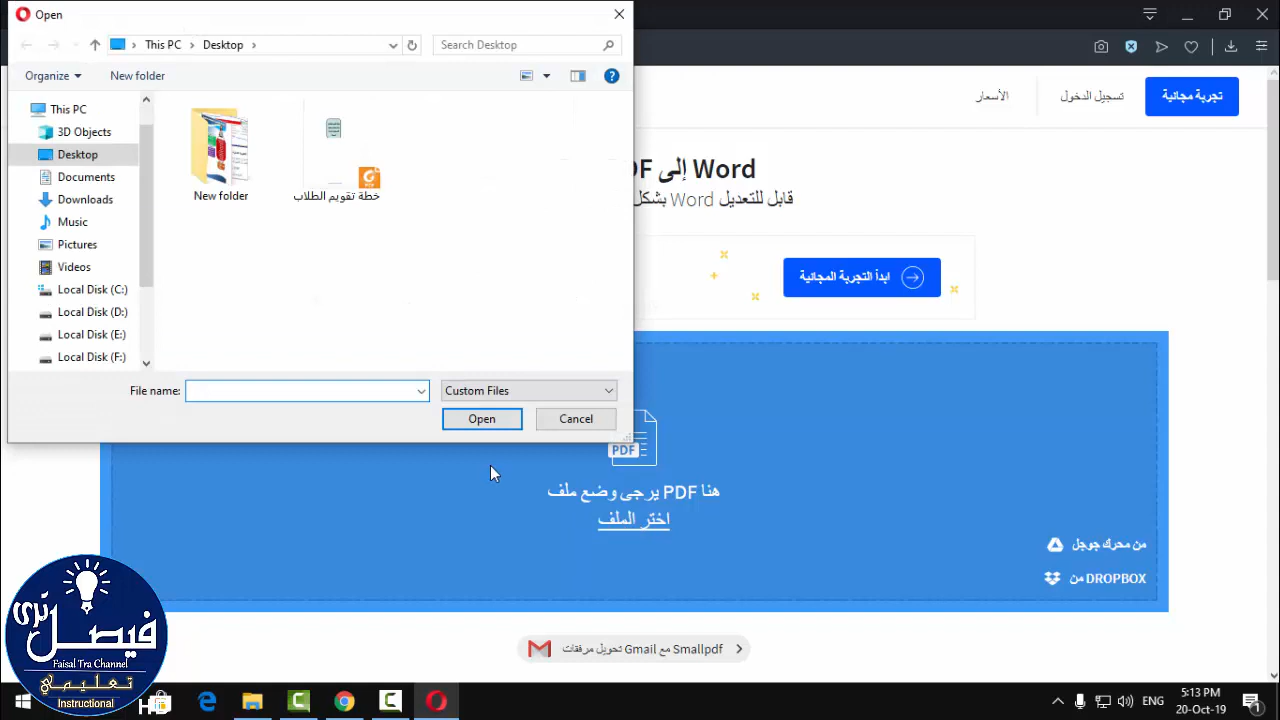 Open
This PC
Desktop
Search Desktop
Organize
New folder
This PC
3D Objects
Desktop
Documents
Downloads
Music
Pictures
Videos
Local Disk (C:)
Local Disk (D:)
Local Disk (E:)
Local Disk (F:)
New folder
خطة تقويم الطلاب
File name:
Custom Files
Open
Cancel
تجربة مجانية
تسجيل الدخول
الأسعار
Word إلى
قابل للتعديل Word بشكل
ابدأ التجربة المجانية
PDF
هنا PDF يرجى وضع ملف
اختر الملف
من محرك جوجل
DROPBOX من
Smallpdf مع Gmail تحويل مرفقات
فيصل ترى
Faisal Tra Channel
تعليمي
Instructional
ENG
5:13 PM
20-Oct-19
1